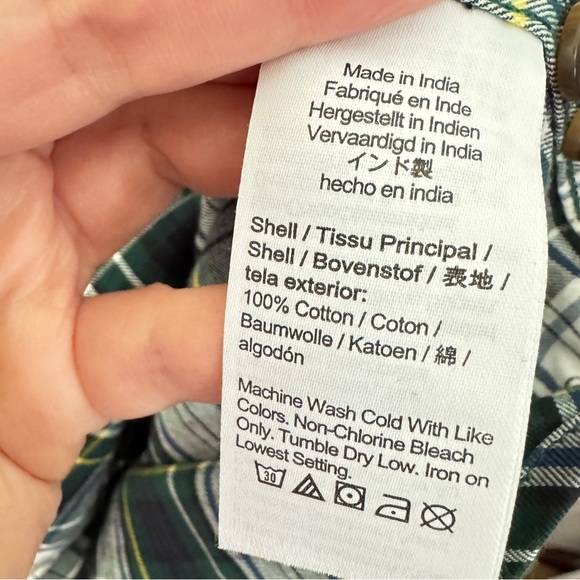 Made in India
Fabriqué en Inde
Hergestellt in Indien
Vervaardigd in India
インド製
hecho en india
Shell / Tissu Principal /
Shell / Bovenstof / 表地 /
tela exterior:
100% Cotton / Coton /
Baumwolle / Katoen / 綿 /
algodón
Machine Wash Cold With Like
Colors. Non-Chlorine Bleach
Only. Tumble Dry Low. Iron on
Lowest Setting.
30